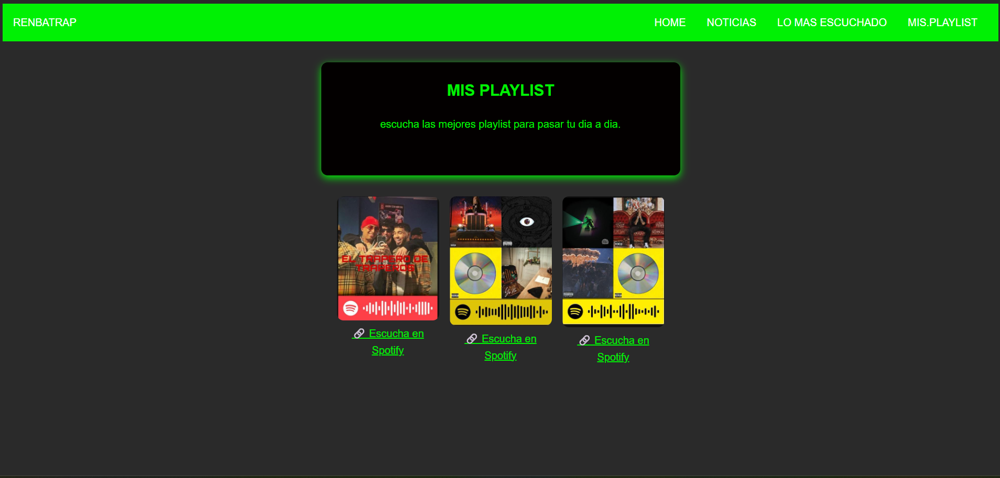 RENBATRAP
HOME NOTICIAS LO MAS ESCUCHADO MIS.PLAYLIST
MIS PLAYLIST
escucha las mejores playlist para pasar tu dia a dia.
EL TRAPERO DE
TRAPEROS
Escucha en
Spotify
Escucha en
Spotify
Escucha en
Spotify